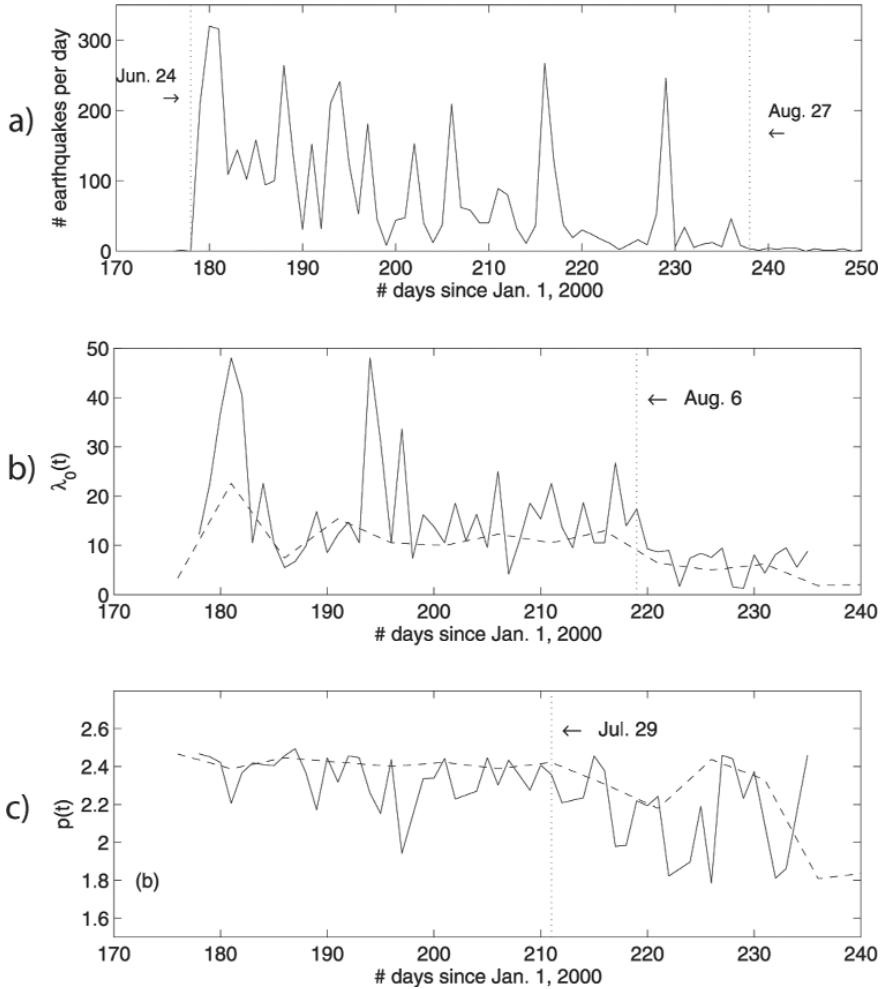 a)
# earthquakes per day
300
200
100
0
Jun. 24
→
Aug. 27
←
170 180 190 200 210 220 230 240 250
# days since Jan. 1, 2000
b)
λ0(t)
50
40
30
20
10
0
← Aug. 6
170 180 190 200 210 220 230 240
# days since Jan. 1, 2000
c)
p(t)
2.6
2.4
2.2
2
1.8
1.6
← Jul. 29
(b)
170 180 190 200 210 220 230 240
# days since Jan. 1, 2000